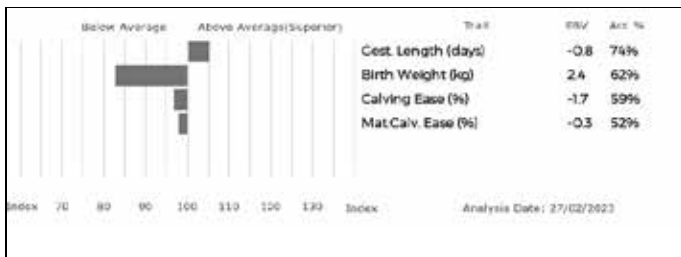 Below Average Above Average(Superior) Trait EBV Acc %
Gest. Length (days) -0.8 74%
Birth Weight (kg) 2.4 62%
Calving Ease (%) -1.7 59%
Mat.Calv. Ease (%) -0.3 52%
Index 70 80 90 100 110 120 130 Index Analysis Date: 27/02/2023